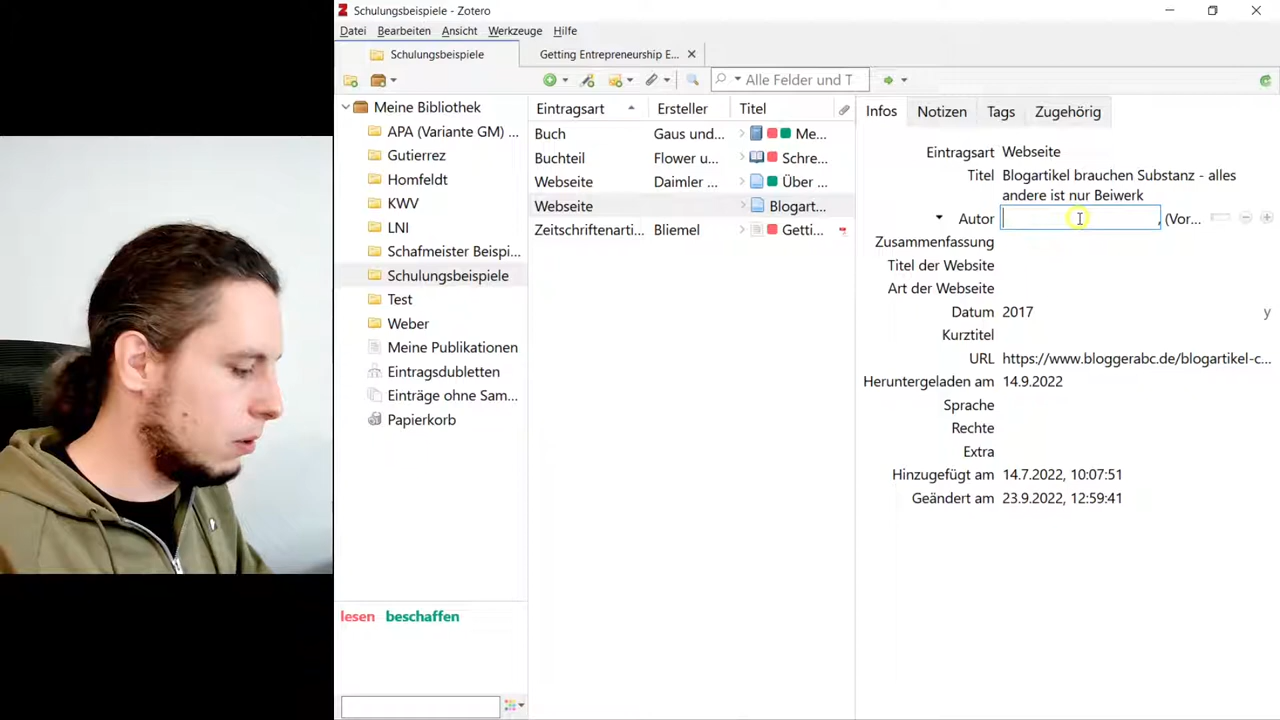 Schulungsbeispiele - Zotero
Datei Bearbeiten Ansicht Werkzeuge Hilfe
Schulungsbeispiele Getting Entrepreneurship E...
Alle Felder und T
Meine Bibliothek
APA (Variante GM) ...
Gutierrez
Homfeldt
KWV
LNI
Schafmeister Beispi...
Schulungsbeispiele
Test
Weber
Meine Publikationen
Eintragsdubletten
Einträge ohne Sam...
Papierkorb
lesen beschaffen
Eintragsart Ersteller Titel
Buch Gaus und... Me...
Buchteil Flower u... Schre...
Webseite Daimler ... Über ...
Webseite Blogart...
Zeitschriftenarti... Bliemel Getti...
Infos Notizen Tags Zugehörig
Eintragsart Webseite
Titel Blogartikel brauchen Substanz - alles
andere ist nur Beiwerk
Autor , (Vor...
Zusammenfassung
Titel der Website
Art der Webseite
Datum 2017 y
Kurztitel
URL https://www.bloggerabc.de/blogartikel-c...
Heruntergeladen am 14.9.2022
Sprache
Rechte
Extra
Hinzugefügt am 14.7.2022, 10:07:51
Geändert am 23.9.2022, 12:59:41